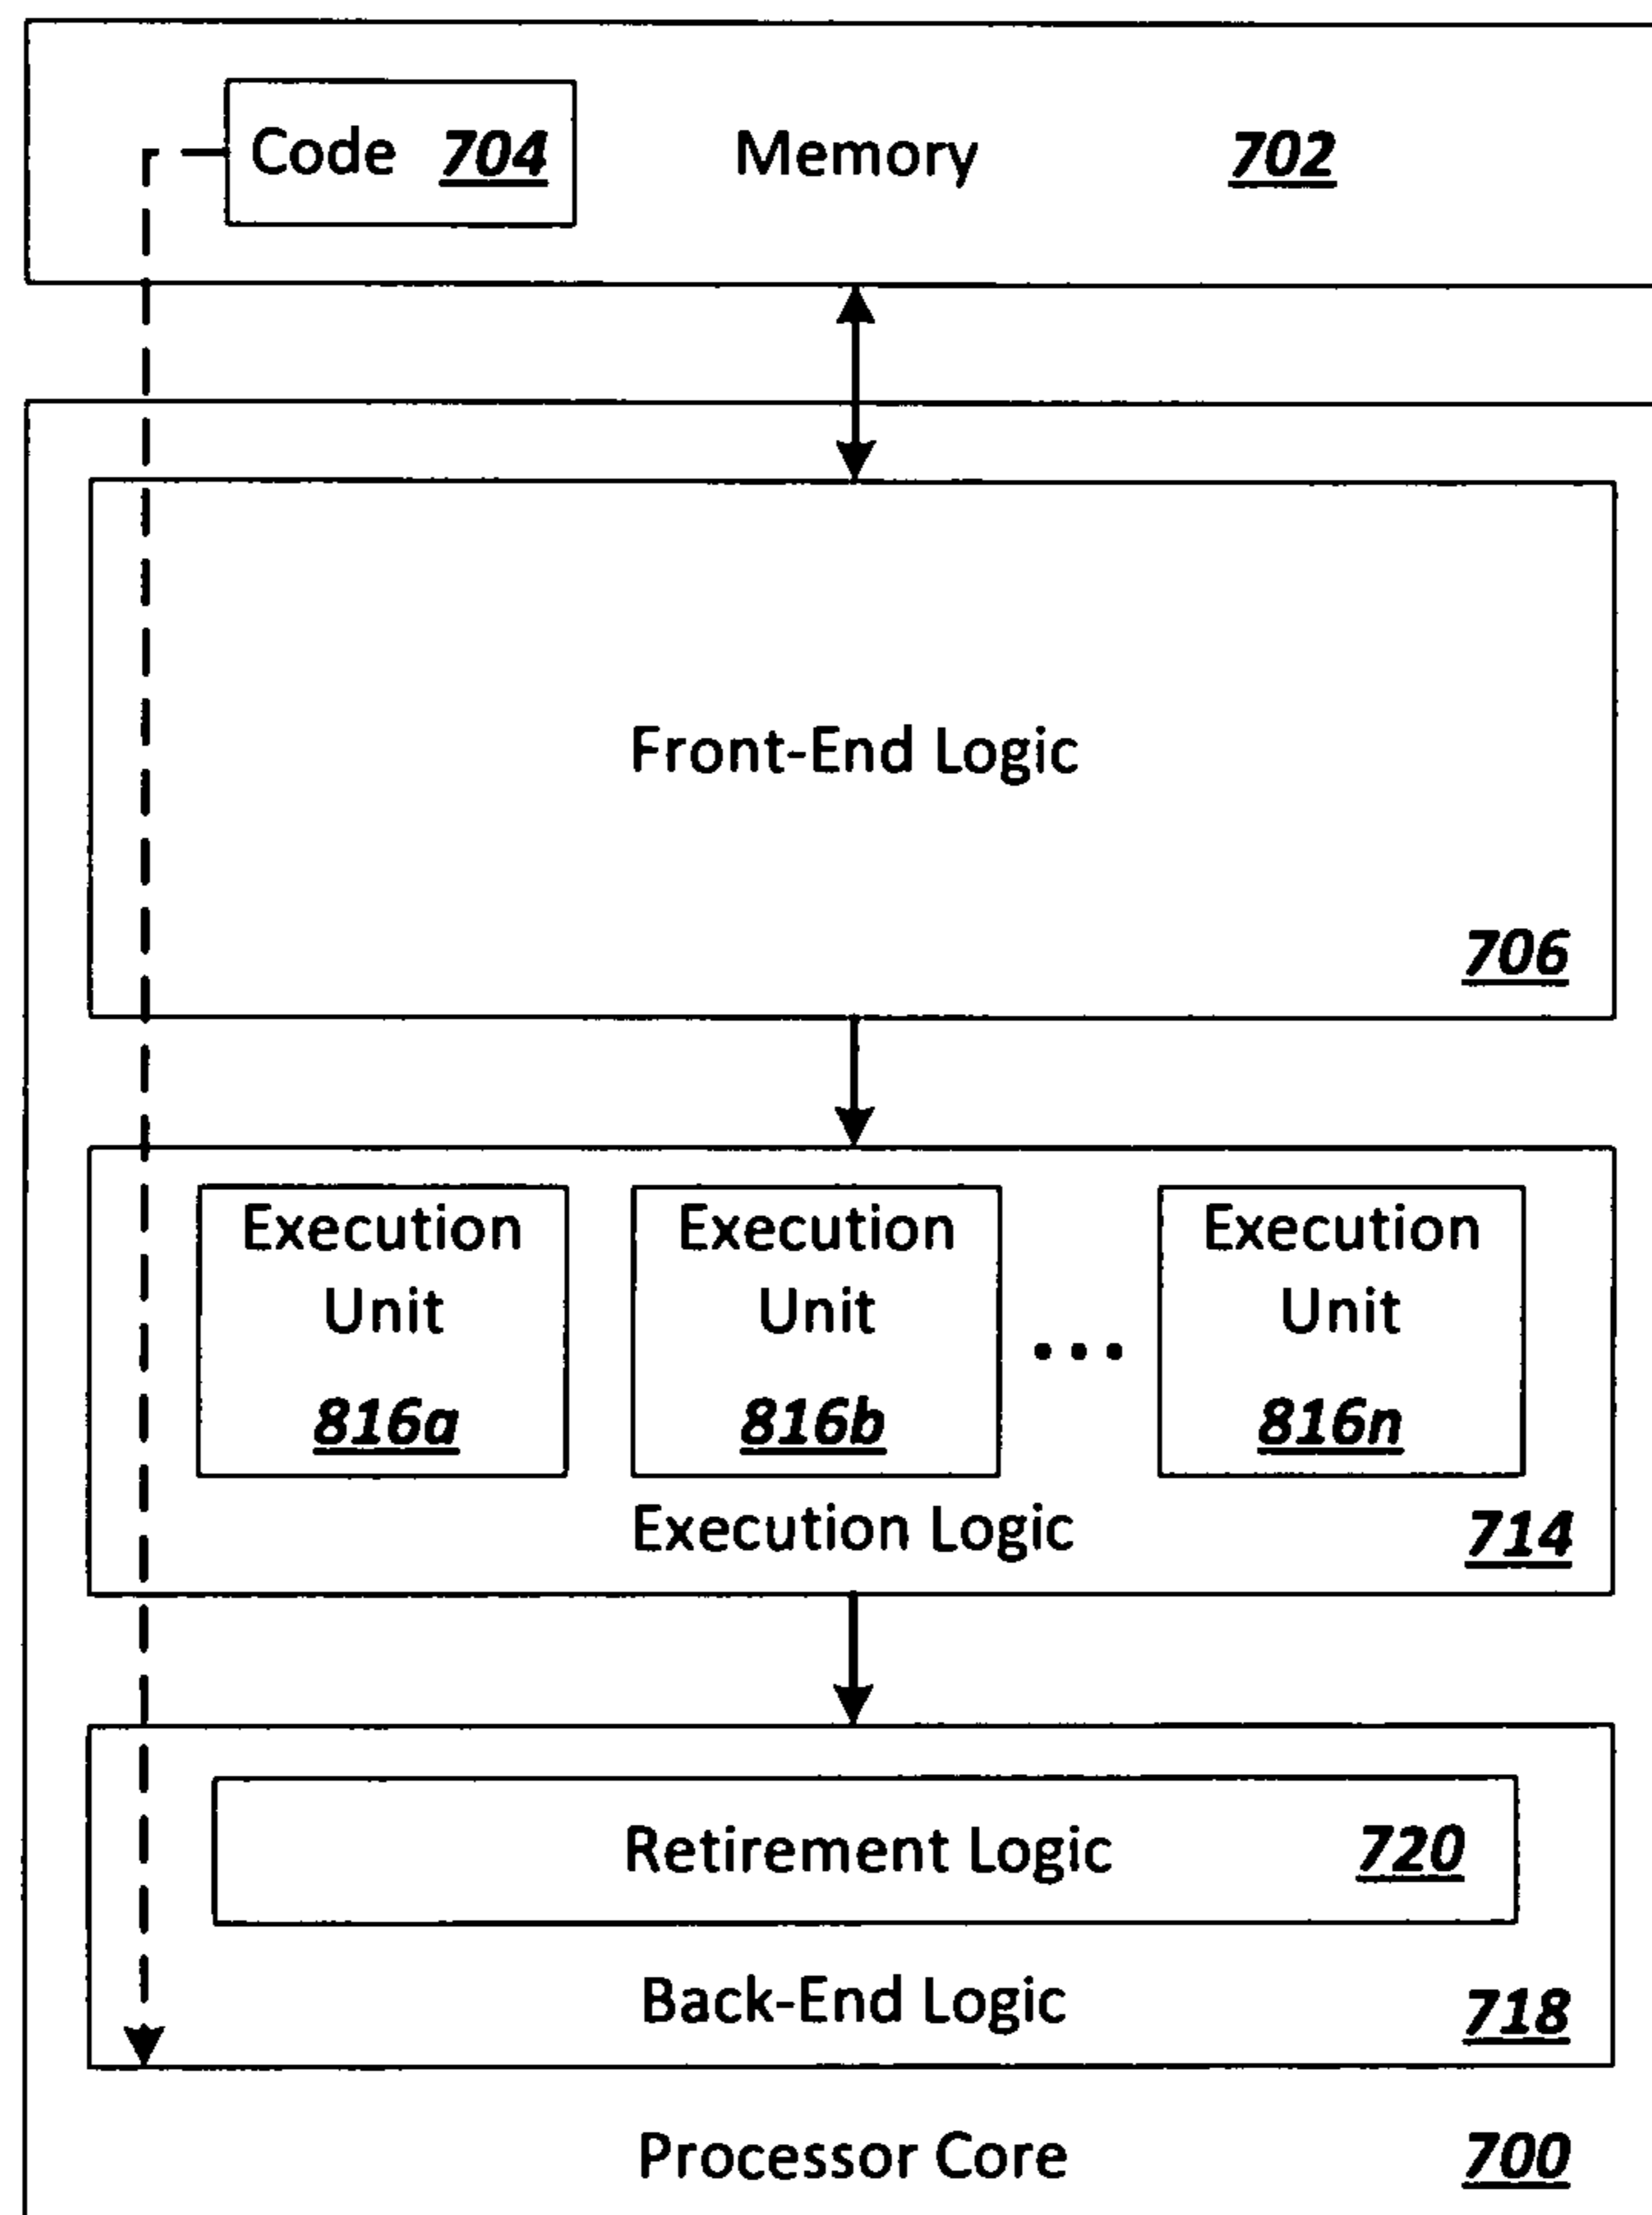 Code 704 Memory 702
Front-End Logic
706
Execution Unit 816a
Execution Unit 816b
• • •
Execution Unit 816n
Execution Logic 714
Retirement Logic 720
Back-End Logic 718
Processor Core 700